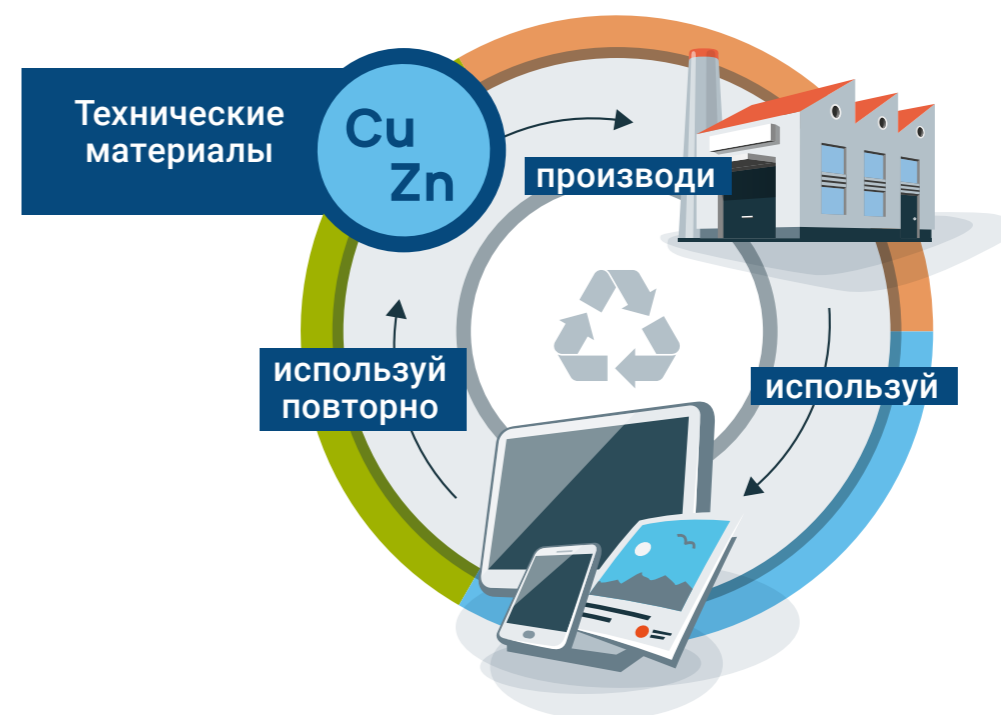 Технические
материалы
Cu
Zn
производи
используй
используй
повторно